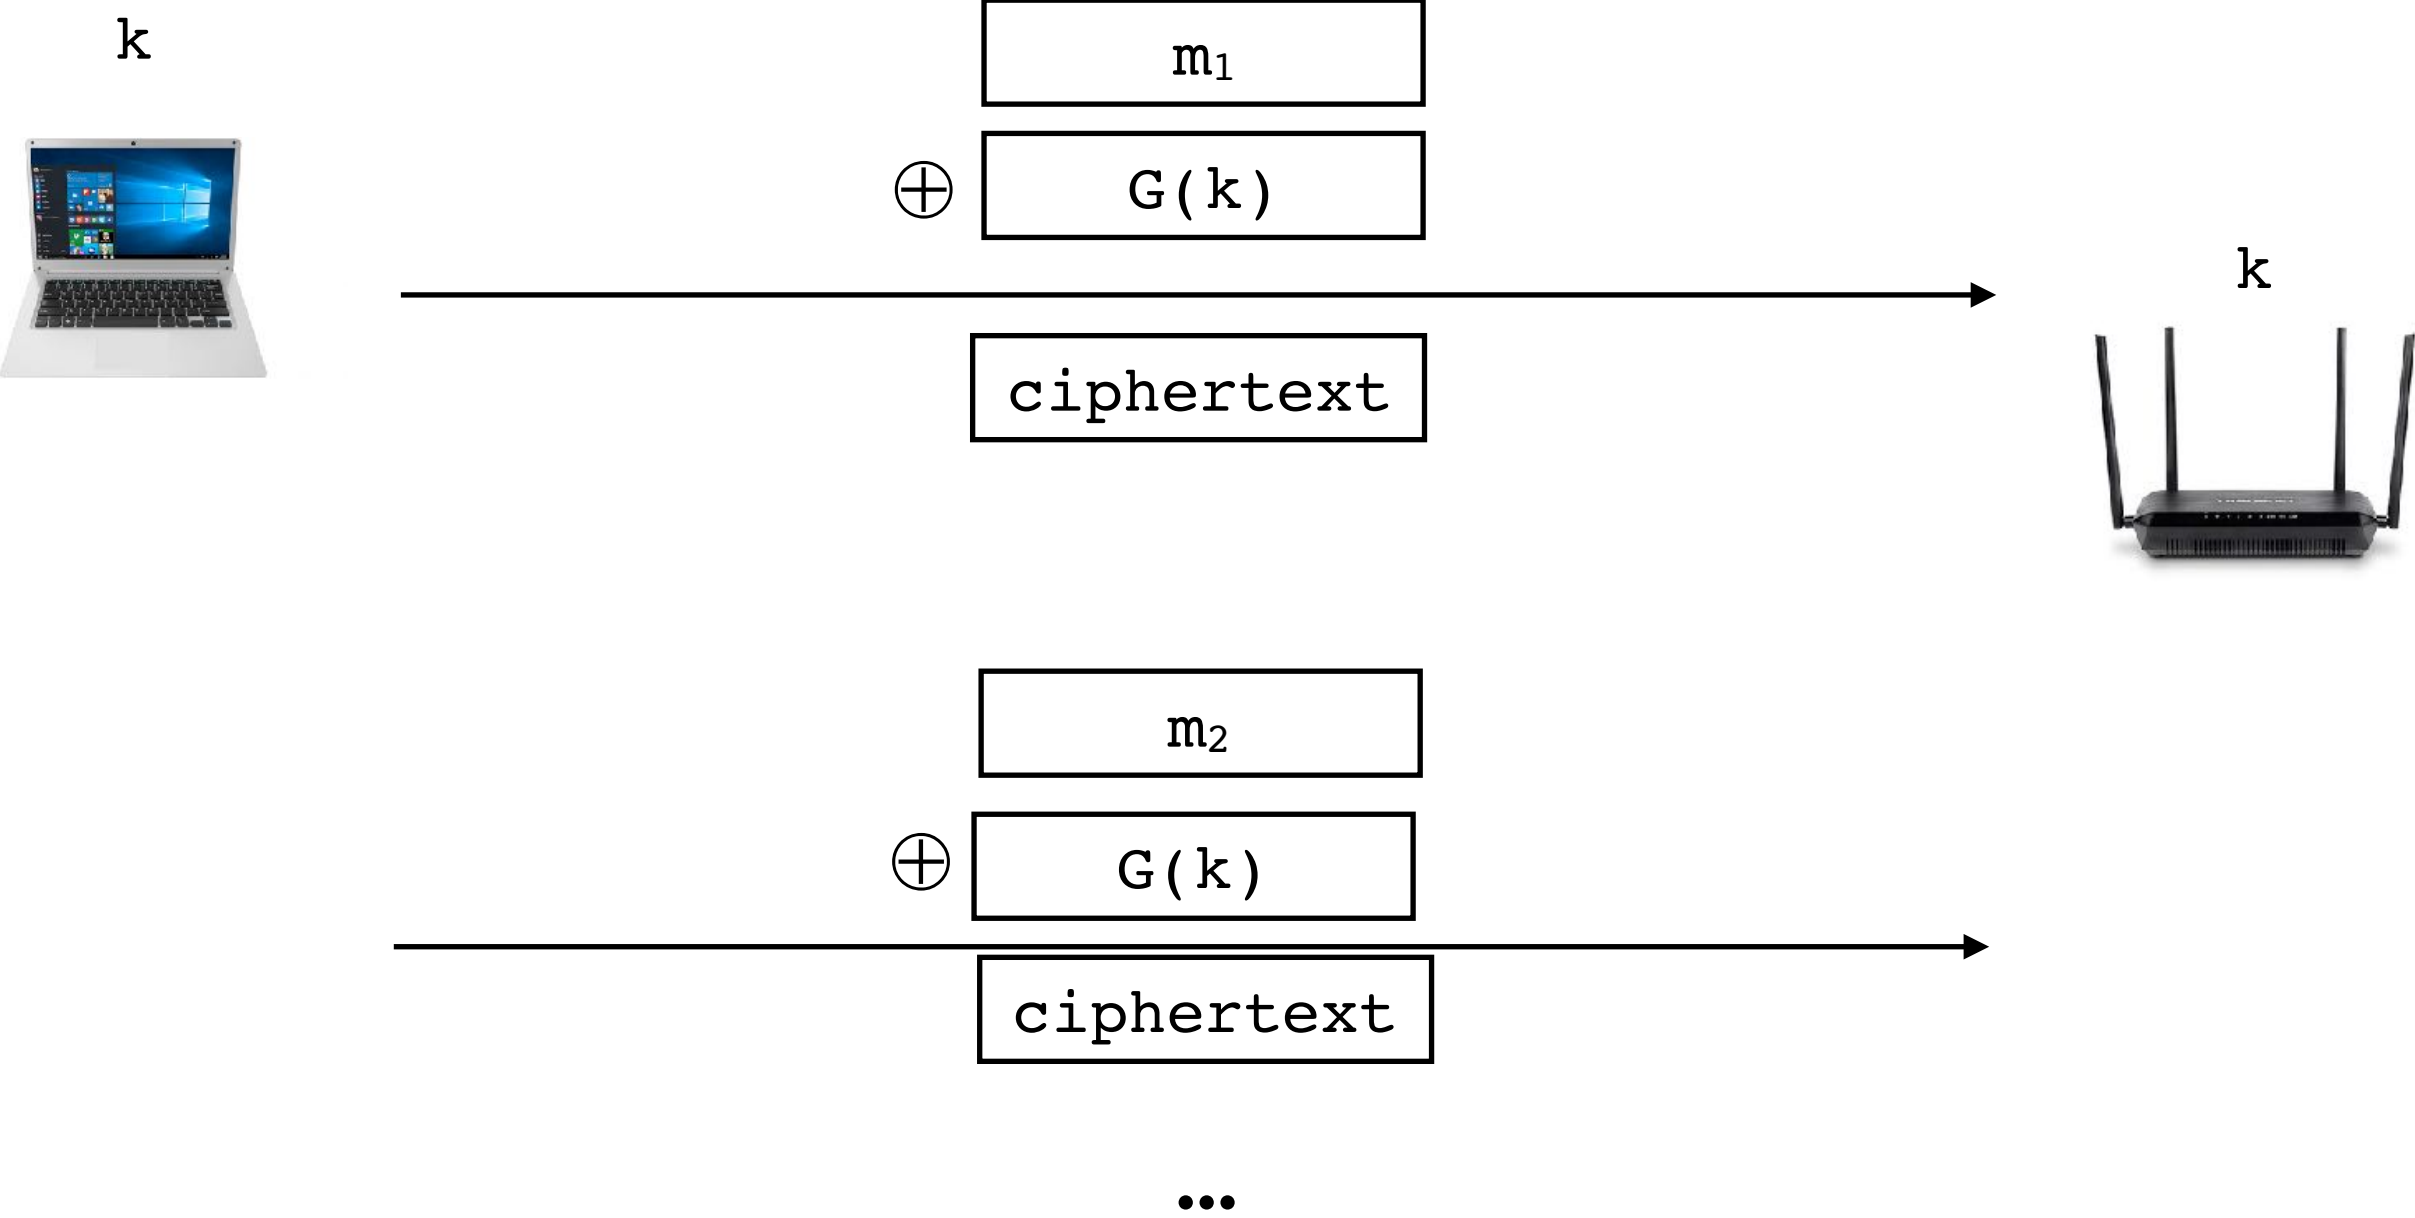 k
m₁
⊕ G(k)
k
ciphertext
m₂
⊕ G(k)
ciphertext
...